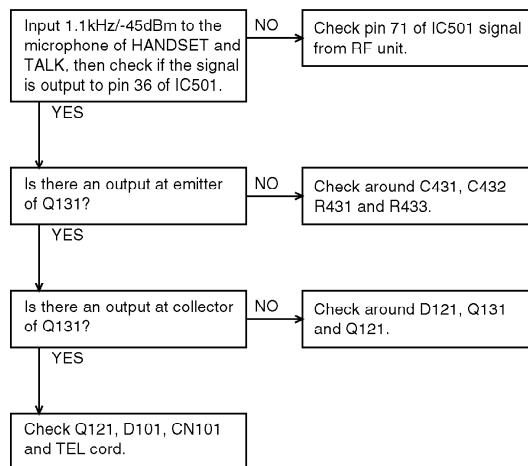 Input 1.1kHz/-45dBm to the
microphone of HANDSET and
TALK, then check if the signal
is output to pin 36 of IC501.
NO
Check pin 71 of IC501 signal
from RF unit.
YES
Is there an output at emitter
of Q131?
NO
Check around C431, C432
R431 and R433.
YES
Is there an output at collector
of Q131?
NO
Check around D121, Q131
and Q121.
YES
Check Q121, D101, CN101
and TEL cord.